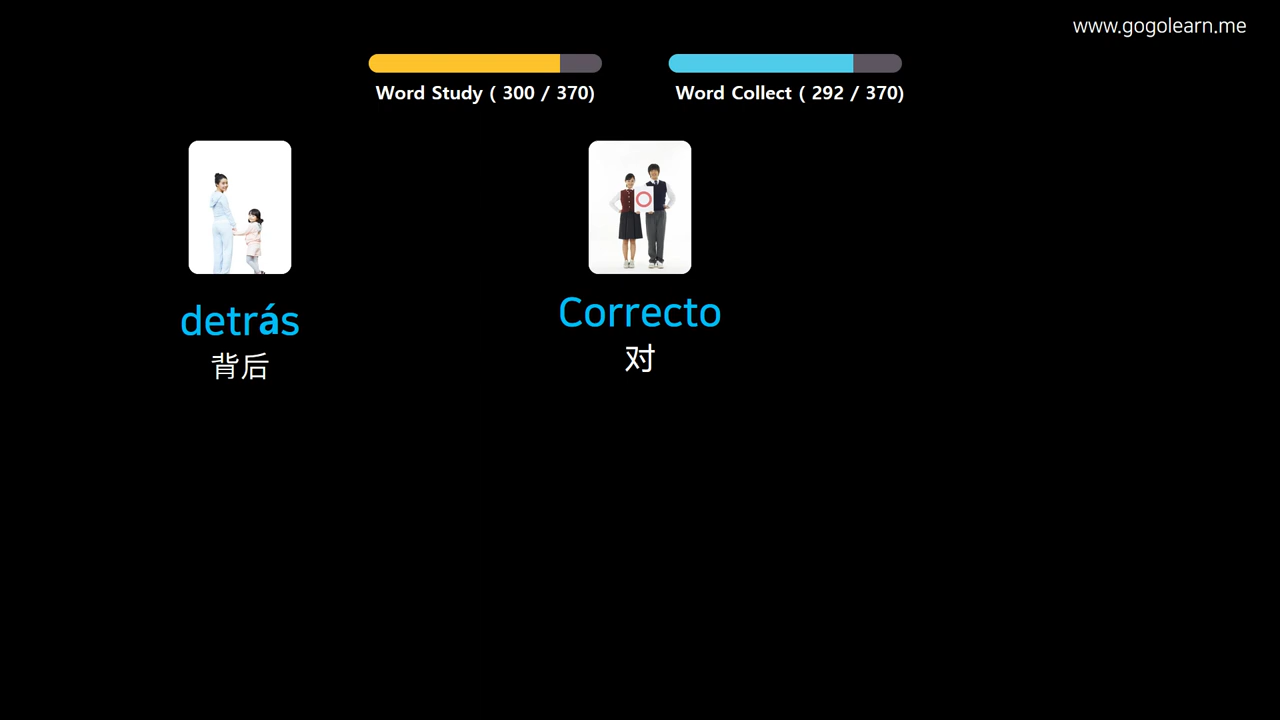 www.gogolearn.me
Word Study ( 300 / 370)
Word Collect ( 292 / 370)
detrás
背后
Correcto
对